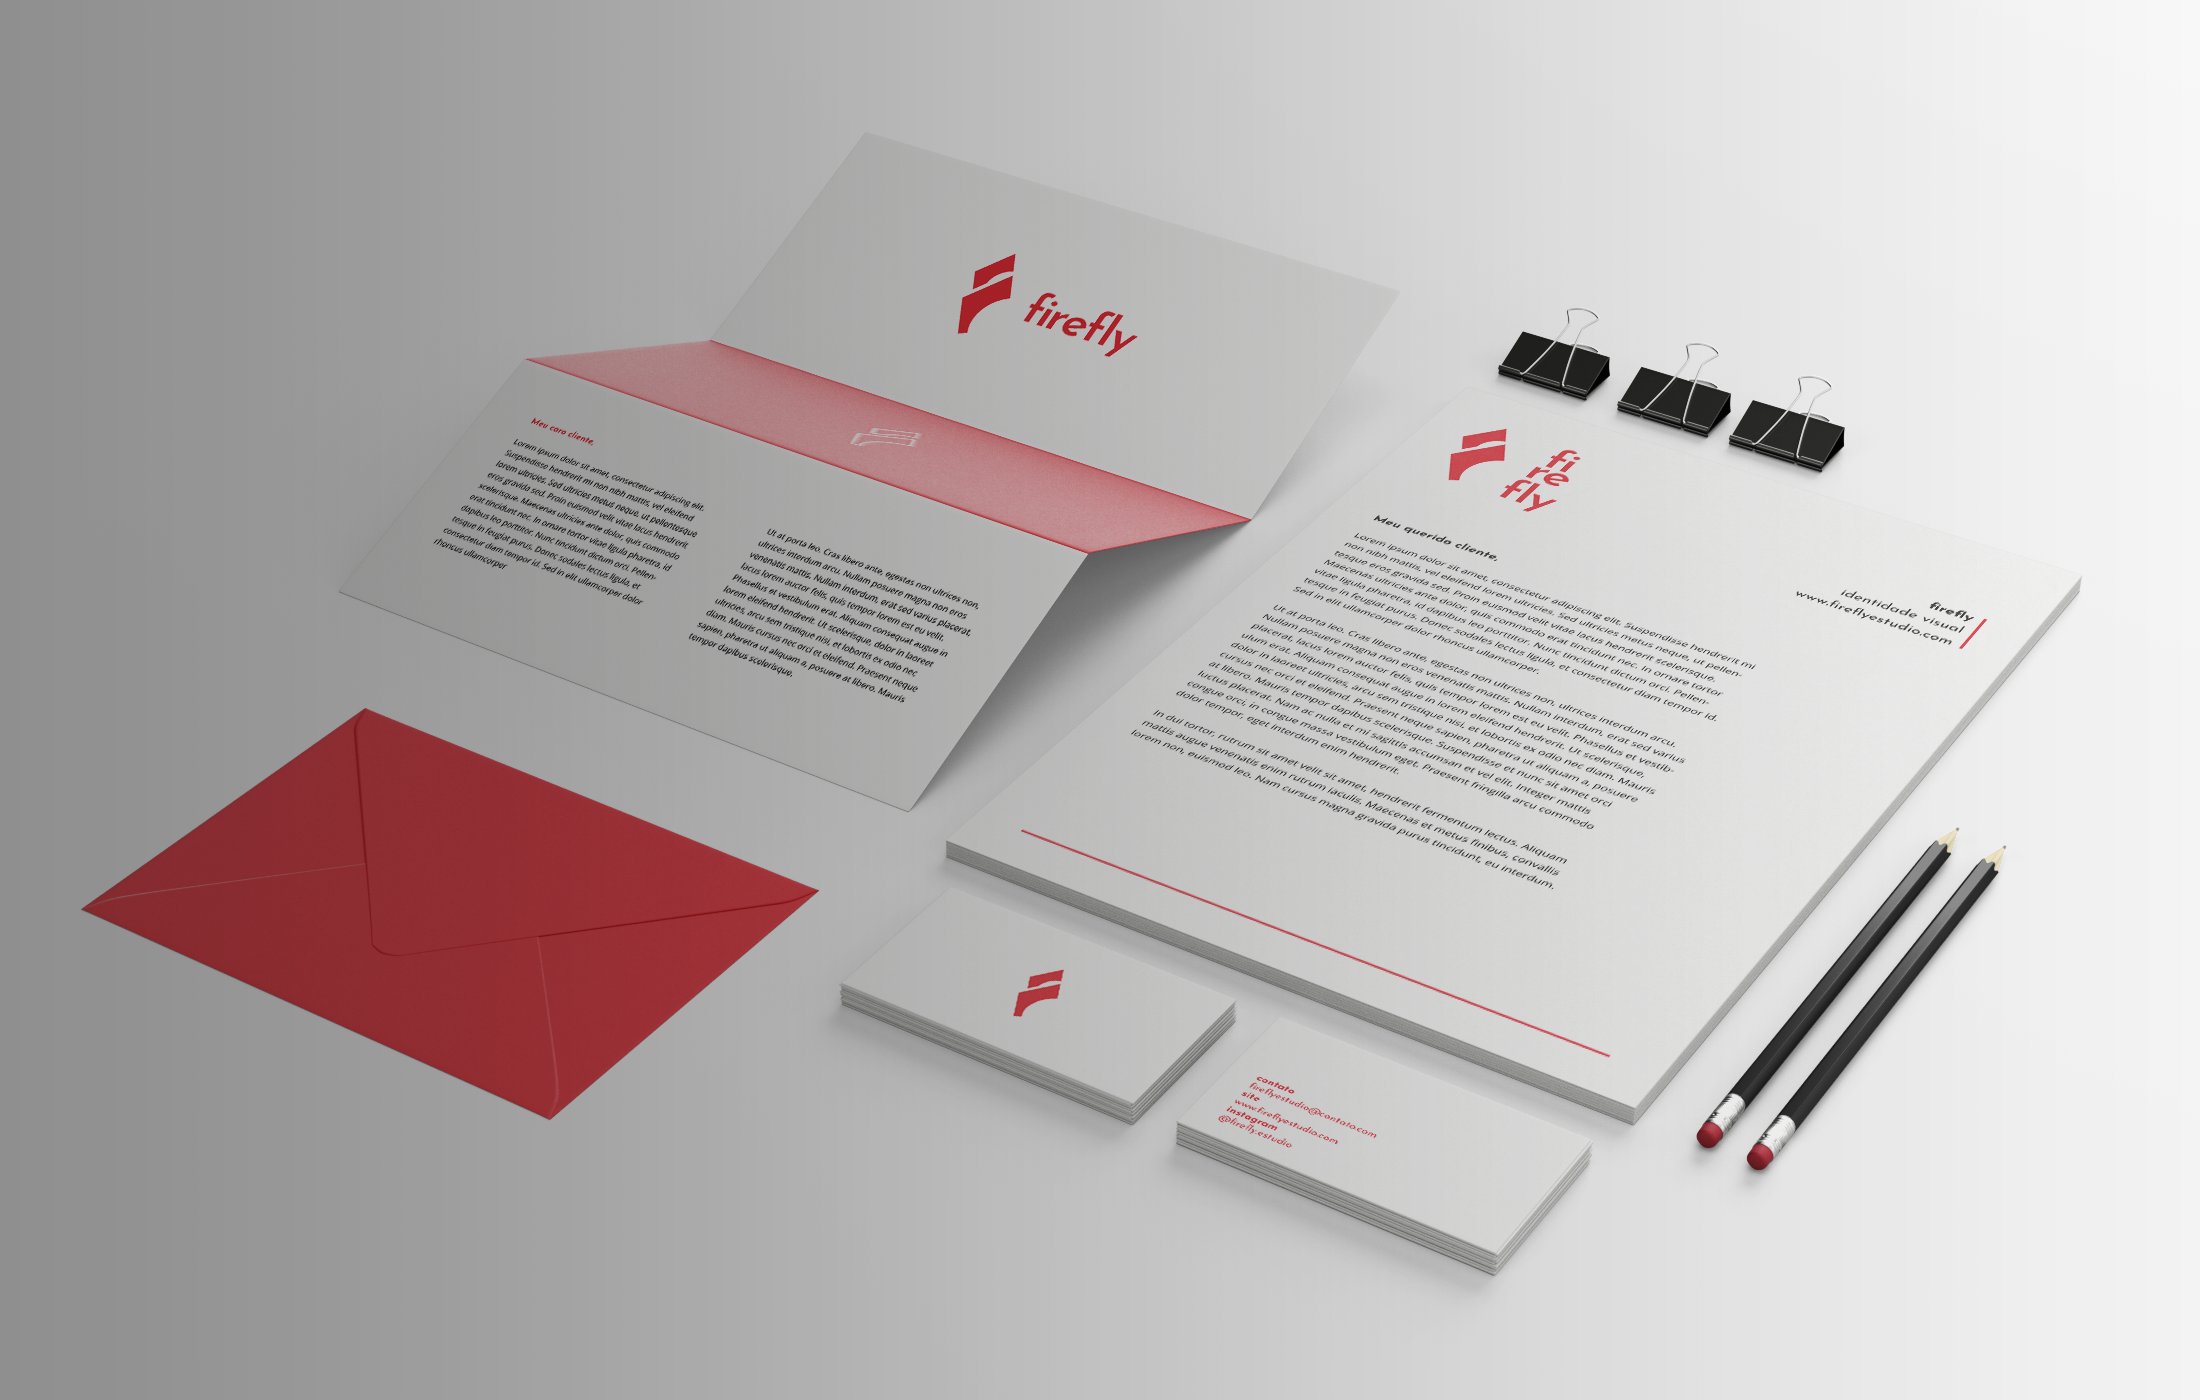 firefly
Meu caro cliente,
Lorem ipsum dolor sit amet, consectetur adipiscing elit.
Suspendisse hendrerit mi non nibh mattis, vel eleifend
lorem ultricies. Sed ultricies metus neque, ut pellentesque
eros gravida sed. Proin euismod velit vitae lacus hendrerit
scelerisque. Maecenas ultricies ante dolor, quis commodo
erat tincidunt nec. In ornare tortor vitae ligula pharetra, id
dapibus leo porttitor. Nunc tincidunt dictum orci. Pellen-
tesque in feugiat purus. Donec sodales lectus ligula, et
consectetur diam tempor id. Sed in elit ullamcorper dolor
rhoncus ullamcorper
Ut at porta leo. Cras libero ante, egestas non ultrices non,
ultrices interdum arcu. Nullam posuere magna non eros
venenatis mattis. Nullam interdum, erat sed varius placerat,
lacus lorem auctor felis, quis tempor lorem est eu velit.
Phasellus et vestibulum erat. Aliquam consequat augue in
lorem eleifend hendrerit. Ut scelerisque, dolor in laoreet
ultricies, arcu sem tristique nisi, et lobortis ex odio nec
diam. Mauris cursus nec orci et eleifend. Praesent neque
sapien, pharetra ut aliquam a, posuere at libero. Mauris
tempor dapibus scelerisque.
fi
re
fly
Meu querido cliente,
Lorem ipsum dolor sit amet, consectetur adipiscing elit. Suspendisse hendrerit mi
non nibh mattis, vel eleifend lorem ultricies. Sed ultricies metus neque, ut pellen-
tesque eros gravida sed. Proin euismod velit vitae lacus hendrerit scelerisque.
Maecenas ultricies ante dolor, quis commodo erat tincidunt nec. In ornare tortor
vitae ligula pharetra, id dapibus leo porttitor. Nunc tincidunt dictum orci. Pellen-
tesque in feugiat purus. Donec sodales lectus ligula, et consectetur diam tempor id.
Sed in elit ullamcorper dolor rhoncus ullamcorper.
Ut at porta leo. Cras libero ante, egestas non ultrices non, ultrices interdum arcu.
Nullam posuere magna non eros venenatis mattis. Nullam interdum, erat sed varius
placerat, lacus lorem auctor felis, quis tempor lorem est eu velit. Phasellus et vestib-
ulum erat. Aliquam consequat augue in lorem eleifend hendrerit. Ut scelerisque,
dolor in laoreet ultricies, arcu sem tristique nisi, et lobortis ex odio nec diam. Mauris
cursus nec orci et eleifend. Praesent neque sapien, pharetra ut aliquam a, posuere
at libero. Mauris tempor dapibus scelerisque. Suspendisse et nunc sit amet orci
luctus placerat. Nam ac nulla et mi sagittis accumsan et vel elit. Integer mattis
congue orci, in congue massa vestibulum eget. Praesent fringilla arcu commodo
dolor tempor, eget interdum enim hendrerit.
In dui tortor, rutrum sit amet velit sit amet, hendrerit fermentum lectus. Aliquam
mattis augue venenatis enim rutrum iaculis. Maecenas et metus finibus, convallis
lorem non, euismod leo. Nam cursus magna gravida purus tincidunt, eu interdum.
firefly
identidade visual
www.fireflyestudio.com
contato
fireflyestudio@contato.com
site
www.fireflyestudio.com
instagram
@firefly.estudio